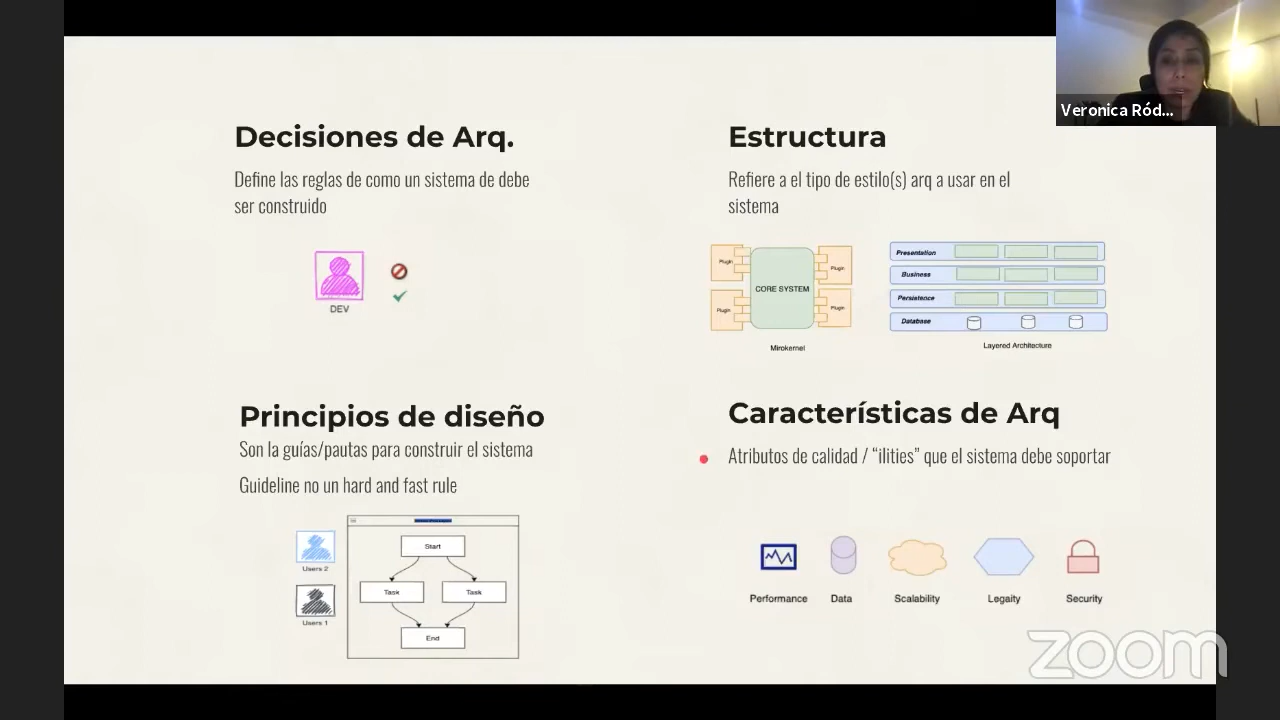 Veronica Ród...
Decisiones de Arq.
Define las reglas de como un sistema de debe
ser construido
DEV
Estructura
Refiere a el tipo de estilo(s) arq a usar en el
sistema
Plugin
Plugin
Plugin
Plugin
CORE SYSTEM
Mirokernel
Presentation
Business
Persistence
Database
Layered Architecture
Principios de diseño
Son la guías/pautas para construir el sistema
Guideline no un hard and fast rule
Users 2
Users 1
Start
Task
Task
End
Características de Arq
Atributos de calidad / “ilities” que el sistema debe soportar
Performance
Data
Scalability
Legaity
Security
zoom